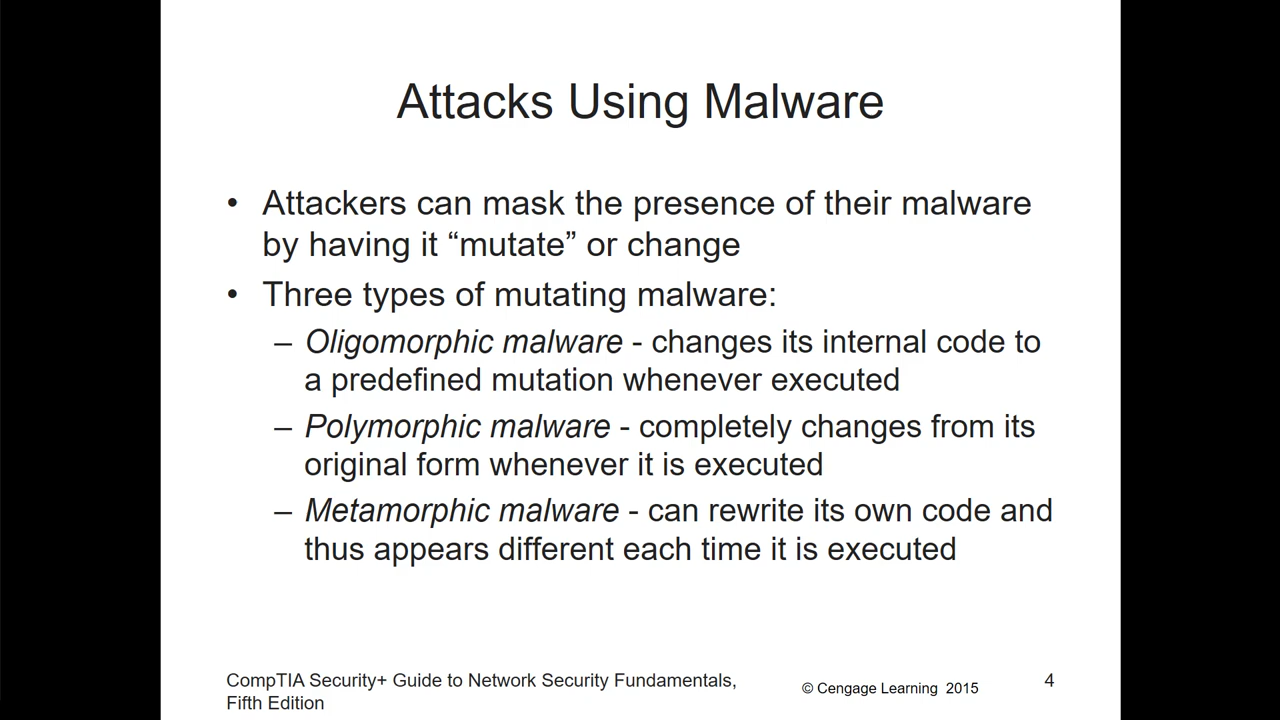 Attacks Using Malware
• Attackers can mask the presence of their malware
by having it “mutate” or change
• Three types of mutating malware:
– Oligomorphic malware - changes its internal code to
a predefined mutation whenever executed
– Polymorphic malware - completely changes from its
original form whenever it is executed
– Metamorphic malware - can rewrite its own code and
thus appears different each time it is executed
CompTIA Security+ Guide to Network Security Fundamentals,
Fifth Edition
© Cengage Learning 2015
4